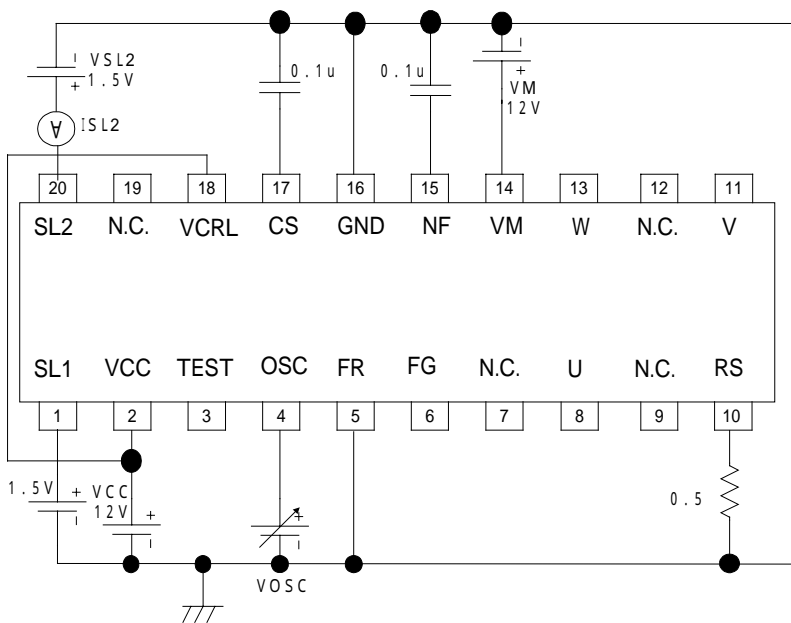 VSL2
1.5V
0.1u
0.1u
VM
12V
A
ISL2
20 19 18 17 16 15 14 13 12 11
SL2 N.C. VCRL CS GND NF VM W N.C. V
SL1 VCC TEST OSC FR FG N.C. U N.C. RS
1 2 3 4 5 6 7 8 9 10
1.5V
VCC
12V
0.5
VOSC